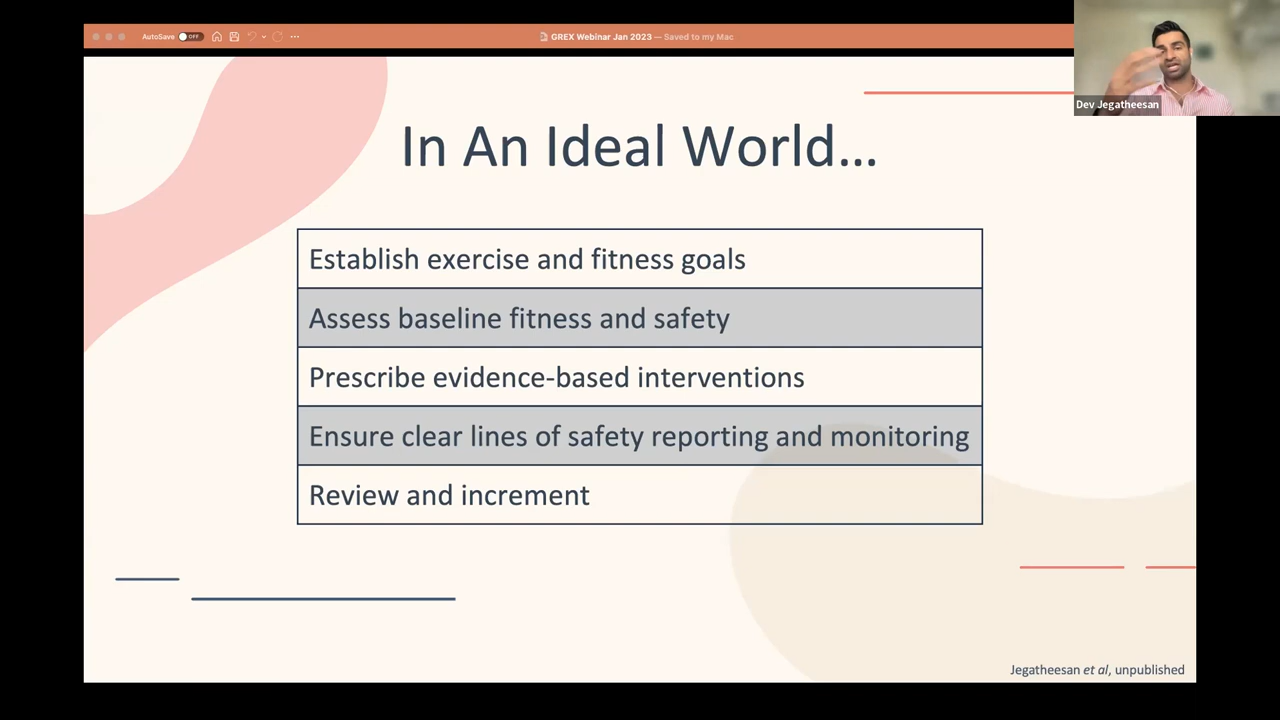 AutoSave OFF
GREX Webinar Jan 2023 — Saved to my Mac
Dev Jegatheesan
In An Ideal World...
Establish exercise and fitness goals
Assess baseline fitness and safety
Prescribe evidence-based interventions
Ensure clear lines of safety reporting and monitoring
Review and increment
Jegatheesan et al, unpublished